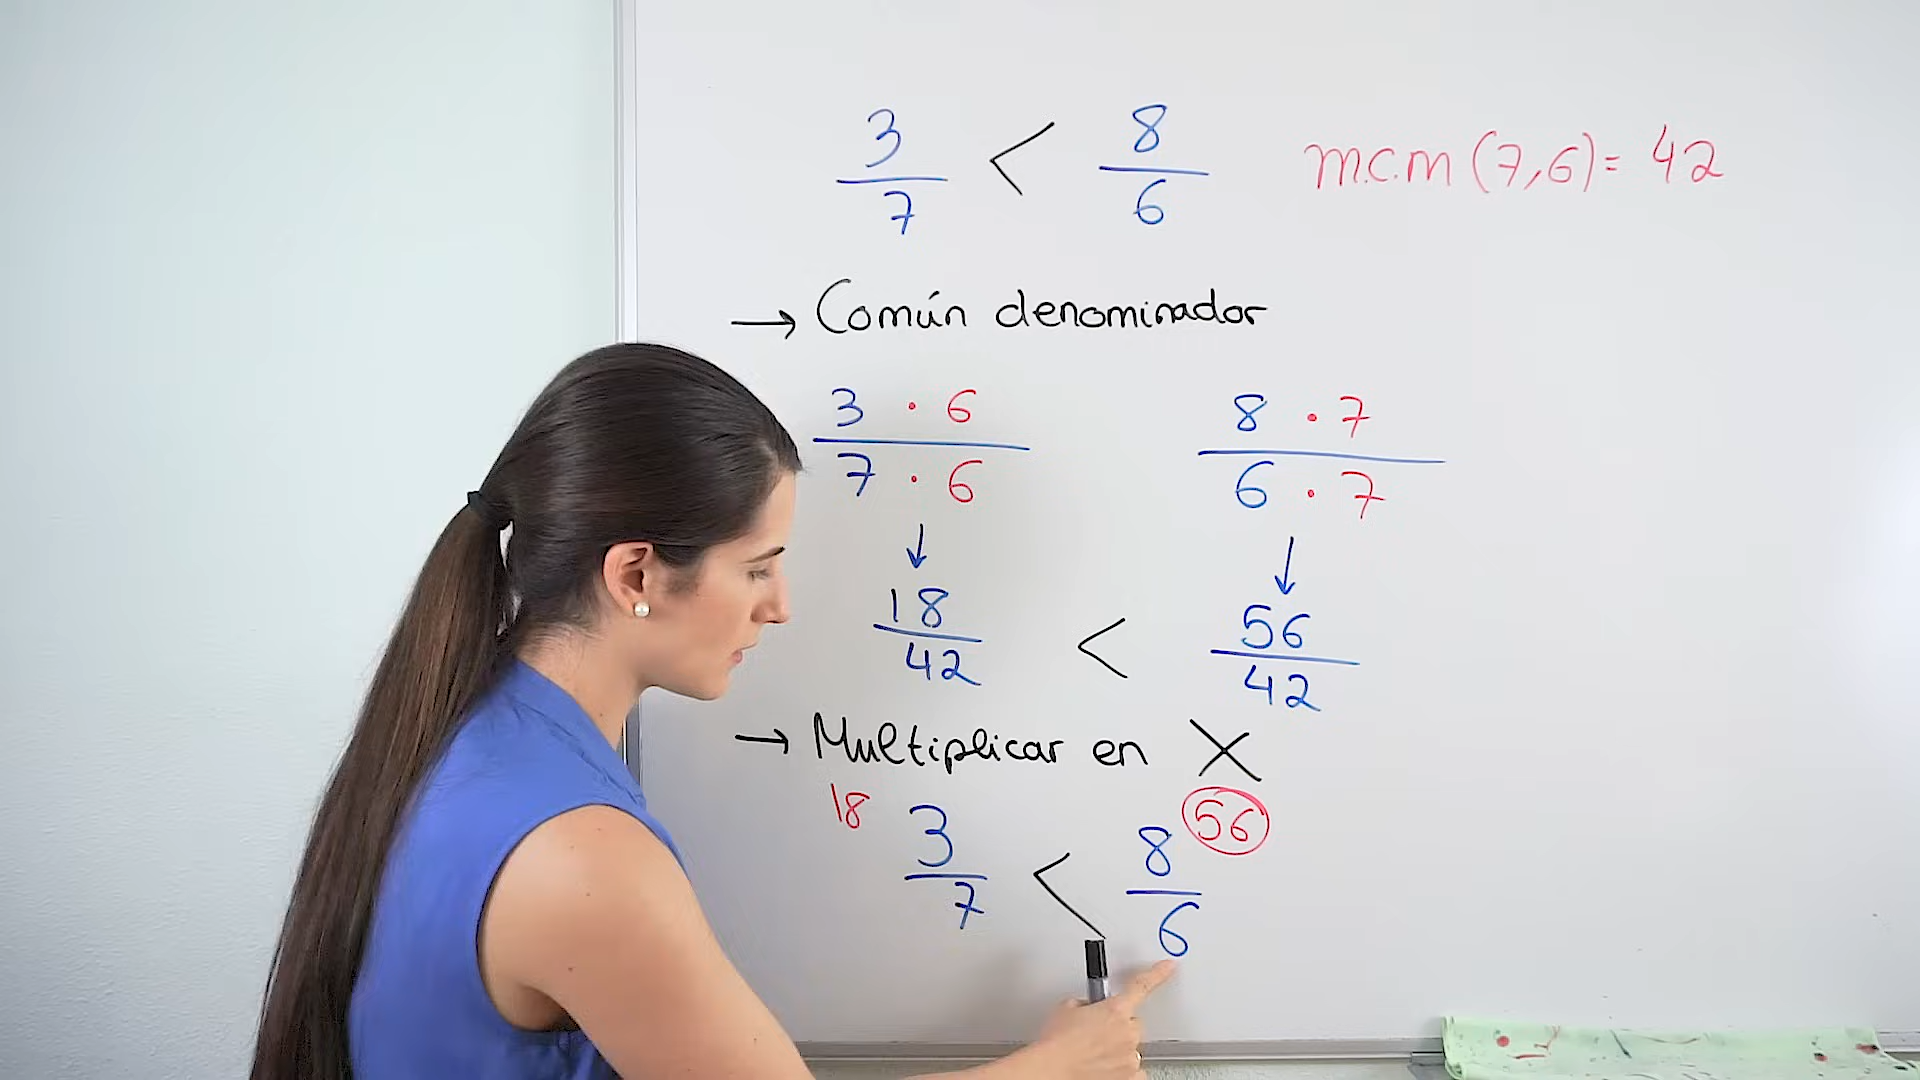 3/7 < 8/6 m.c.m (7,6) = 42
→ Común denominador
3 · 6 / 7 · 6 8 · 7 / 6 · 7
↓ ↓
18/42 < 56/42
→ Multiplicar en X
18 3/7 < 8/6 56